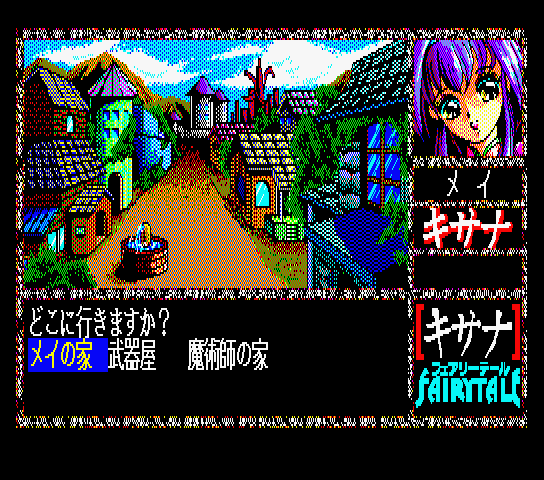 メイ
キサナ
どこに行きますか?
メイの家 武器屋 魔術師の家
[キサナ]
フェアリーテール
FAIRYTALE